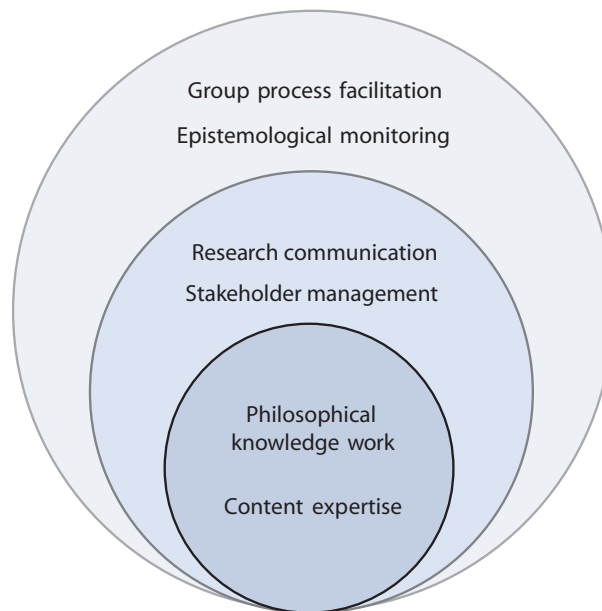 Group process facilitation
Epistemological monitoring
Research communication
Stakeholder management
Philosophical
knowledge work
Content expertise